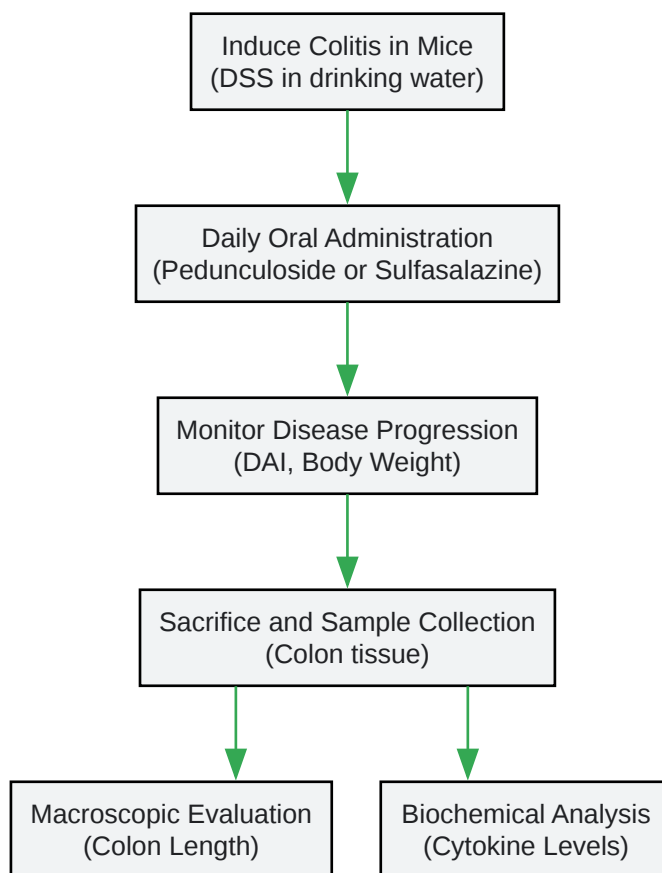 Induce Colitis in Mice
(DSS in drinking water)
Daily Oral Administration
(Pedunculoside or Sulfasalazine)
Monitor Disease Progression
(DAI, Body Weight)
Sacrifice and Sample Collection
(Colon tissue)
Macroscopic Evaluation
(Colon Length)
Biochemical Analysis
(Cytokine Levels)